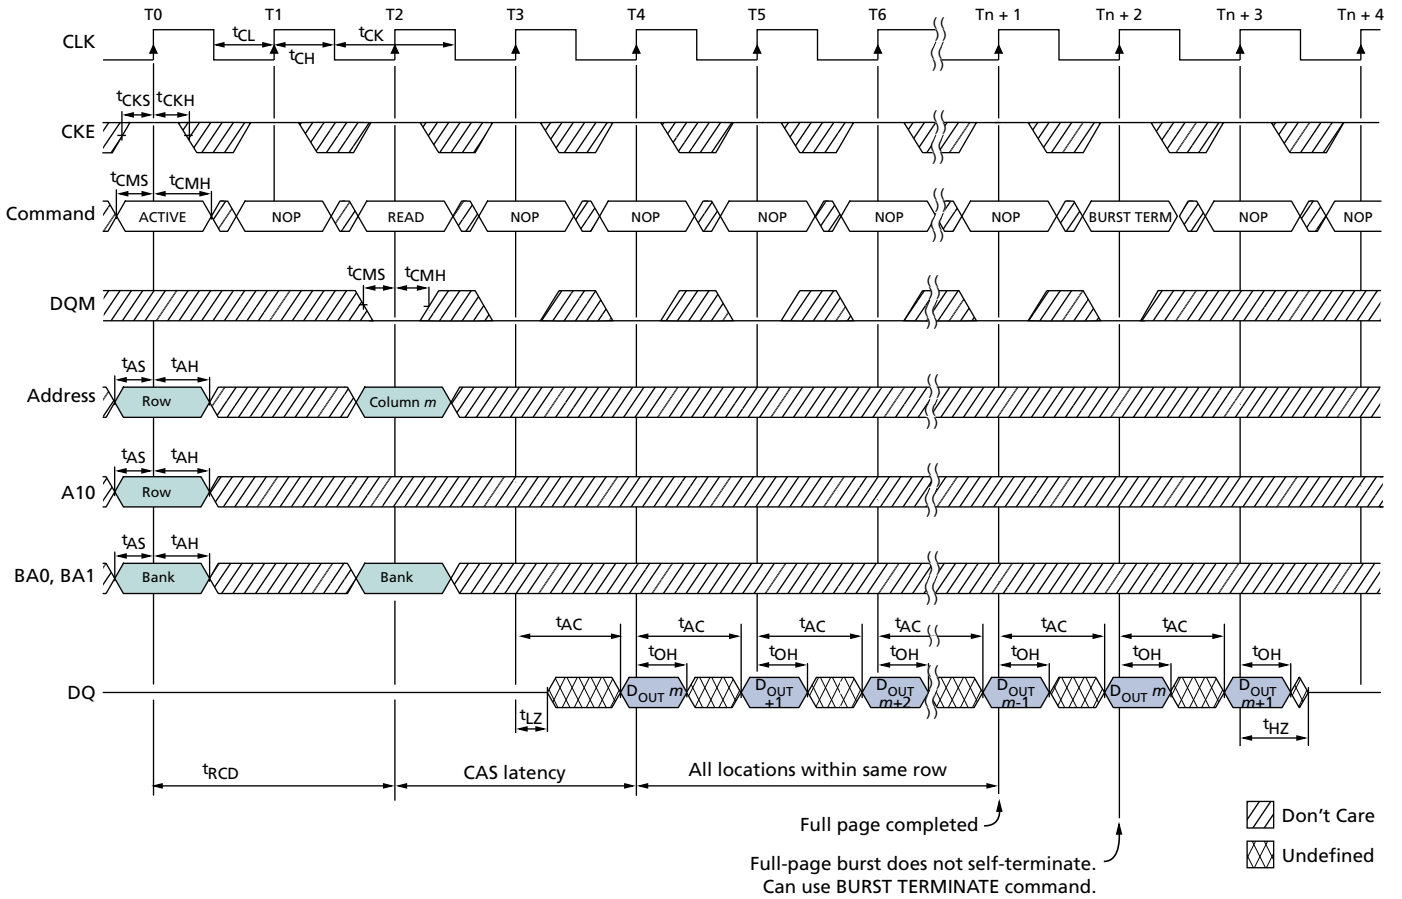 T0 T1 T2 T3 T4 T5 T6 Tn + 1 Tn + 2 Tn + 3 Tn + 4
CLK
tCL tCK
tCH
tCKS tCKH
CKE
tCMS tCMH
Command ACTIVE NOP READ NOP NOP NOP NOP NOP BURST TERM NOP NOP
tCMS tCMH
DQM
tAS tAH
Address Row Column m
tAS tAH
A10 Row
tAS tAH
BA0, BA1 Bank Bank
tAC tAC tAC tAC tAC tAC
tOH tOH tOH tOH tOH tOH
DQ DOUT m DOUT +1 DOUT m+2 DOUT m-1 DOUT m DOUT m+1
tLZ tHZ
tRCD CAS latency All locations within same row
Full page completed
Don't Care
Full-page burst does not self-terminate.
Can use BURST TERMINATE command.
Undefined